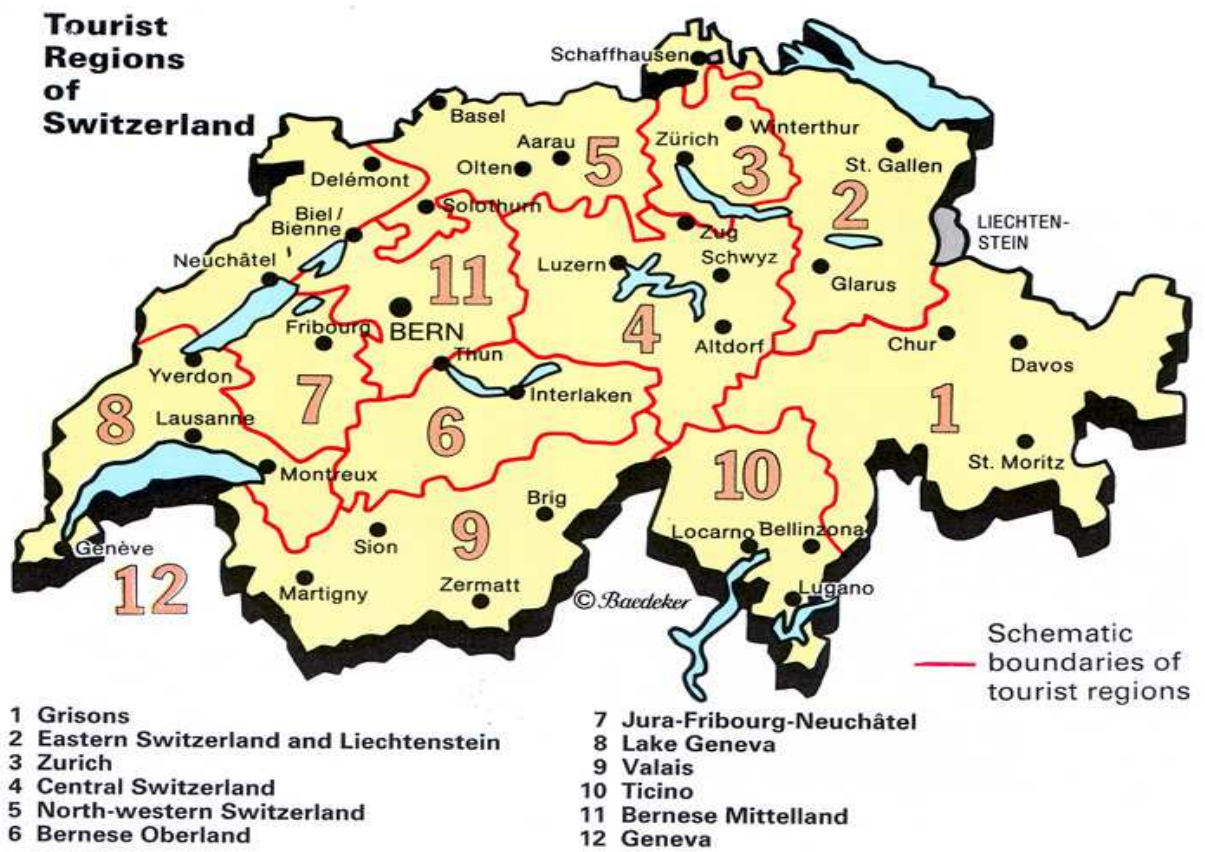 Tourist
Regions
of
Switzerland
Schaffhausen
Basel
Aarau
Olten
5
Zürich
Winterthur
3
St. Gallen
2
Delémont
Solothurn
Biel /
Bienne
Zug
LIECHTEN-
STEIN
Neuchâtel
11
Luzern
Schwyz
Glarus
Fribourg
BERN
4
Altdorf
Chur
Davos
Thun
Yverdon
7
Interlaken
8
Lausanne
6
1
Montreux
10
St. Moritz
Brig
Genève
Sion
9
Locarno
Bellinzona
12
Martigny
Zermatt
© Baedeker
Lugano
Schematic
boundaries of
tourist regions
1 Grisons
2 Eastern Switzerland and Liechtenstein
3 Zurich
4 Central Switzerland
5 North-western Switzerland
6 Bernese Oberland
7 Jura-Fribourg-Neuchâtel
8 Lake Geneva
9 Valais
10 Ticino
11 Bernese Mittelland
12 Geneva